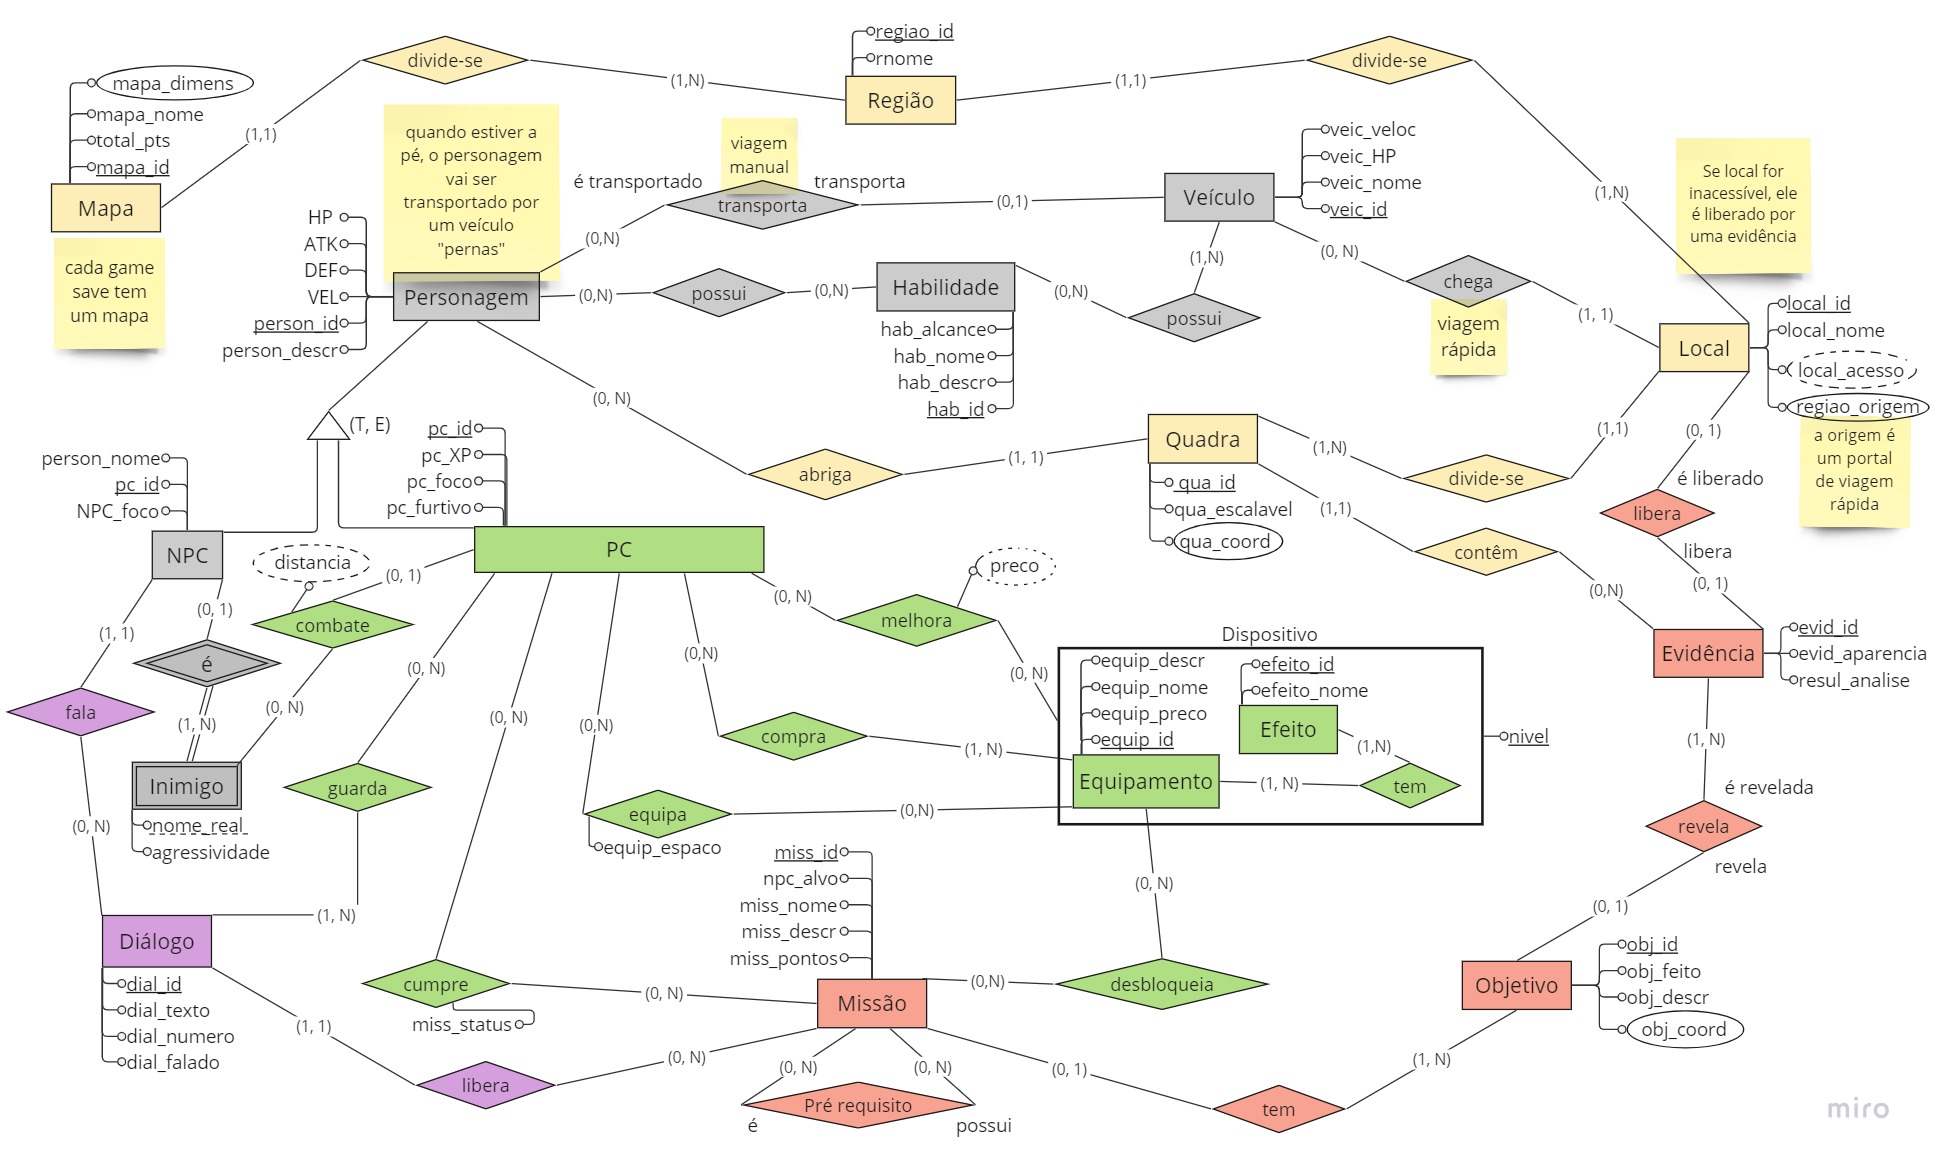 regiao_id
rnome
Região
divide-se
divide-se
(1,N)
(1,1)
(1,1)
(1,N)
mapa_dimens
mapa_nome
total_pts
mapa_id
Mapa
cada game
save tem
um mapa
quando estiver a
pé, o personagem
vai ser
transportado por
um veículo
"pernas"
viagem
manual
é transportado
transporta
transporta
(0,N)
(0,1)
veic_veloc
veic_HP
veic_nome
veic_id
Veículo
Se local for
inacessível, ele
é liberado por
uma evidência
HP
ATK
DEF
VEL
person_id
person_descr
Personagem
(0,N)
possui
(0,N)
Habilidade
hab_alcance
hab_nome
hab_descr
hab_id
(0,N)
possui
(1,N)
(0, N)
chega
viagem
rápida
(1, 1)
Local
local_id
local_nome
local_acesso
regiao_origem
a origem é
um portal
de viagem
rápida
(T, E)
(0, N)
abriga
(1, 1)
Quadra
qua_id
qua_escalavel
qua_coord
(1,N)
divide-se
(1,1)
(1,1)
contêm
(0,N)
(0, 1)
é liberado
libera
libera
(0, 1)
Evidência
evid_id
evid_aparencia
resul_analise
person_nome
pc_id
NPC_foco
NPC
pc_id
pc_XP
pc_foco
pc_furtivo
PC
distancia
(0, 1)
combate
(0, N)
(0, 1)
é
(1, N)
Inimigo
nome_real
agressividade
(1, 1)
fala
(0, N)
(0, N)
guarda
(1, N)
Diálogo
dial_id
dial_texto
dial_numero
dial_falado
(0, N)
cumpre
miss_status
(0, N)
(0,N)
equipa
equip_espaco
(0,N)
(0,N)
compra
(1, N)
(0, N)
melhora
preco
(0, N)
Dispositivo
equip_descr
equip_nome
equip_preco
equip_id
Equipamento
efeito_id
efeito_nome
Efeito
(1,N)
(1, N)
tem
nivel
(0, N)
desbloqueia
(0,N)
miss_id
npc_alvo
miss_nome
miss_descr
miss_pontos
Missão
(1, 1)
libera
(0, N)
(0, N)
(0, N)
Pré requisito
é
possui
(0, 1)
tem
(1, N)
(1, N)
é revelada
revela
revela
(0, 1)
Objetivo
obj_id
obj_feito
obj_descr
obj_coord
miro